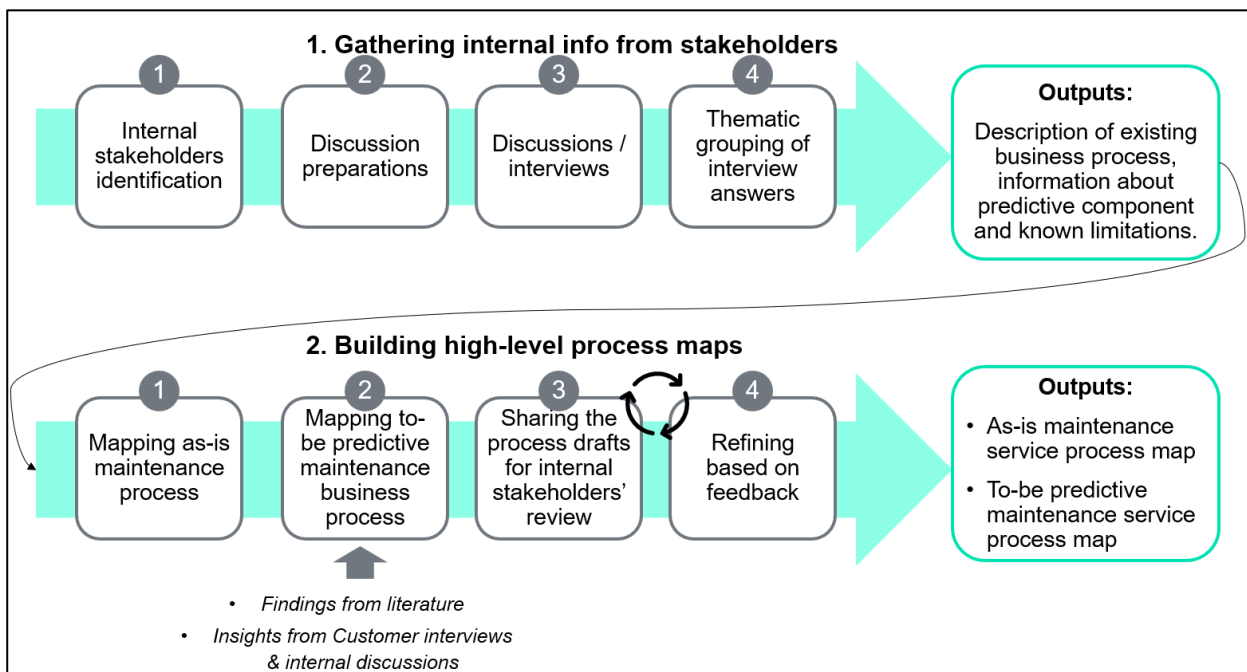 1. Gathering internal info from stakeholders
1
Internal
stakeholders
identification
2
Discussion
preparations
3
Discussions /
interviews
4
Thematic
grouping of
interview
answers
Outputs:
Description of existing
business process,
information about
predictive component
and known limitations.
2. Building high-level process maps
1
Mapping as-is
maintenance
process
2
Mapping to-
be predictive
maintenance
business
process
3
Sharing the
process drafts
for internal
stakeholders’
review
4
Refining
based on
feedback
Outputs:
• As-is maintenance
service process map
• To-be predictive
maintenance service
process map
• Findings from literature
• Insights from Customer interviews
& internal discussions